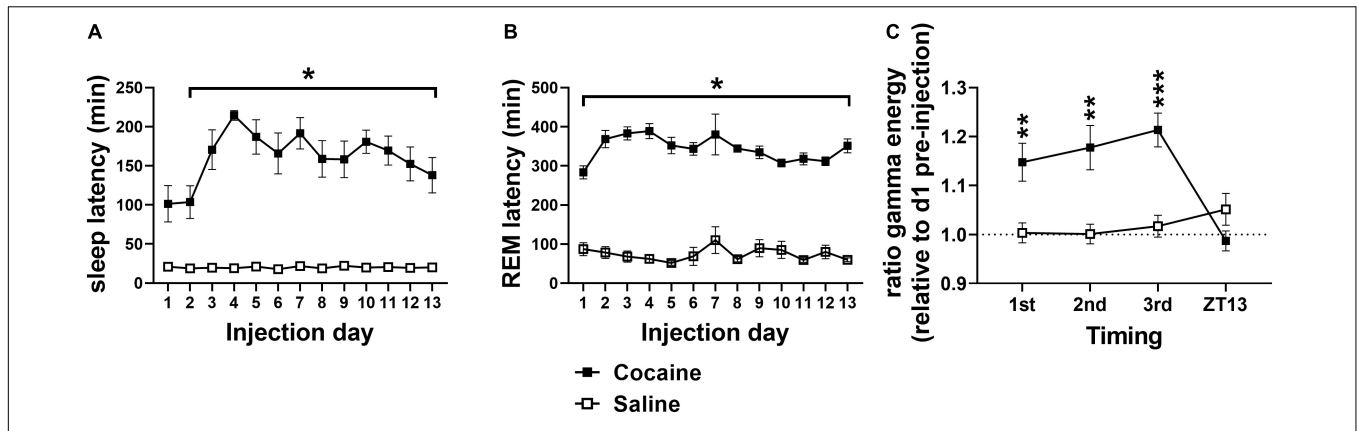 A
sleep latency (min)
250
200
150
100
50
0
*
1 2 3 4 5 6 7 8 9 10 11 12 13
Injection day
B
REM latency (min)
500
400
300
200
100
0
*
1 2 3 4 5 6 7 8 9 10 11 12 13
Injection day
C
ratio gamma energy
(relative to d1 pre-injection)
1.3
1.2
1.1
1.0
0.9
**
**
***
1st 2nd 3rd ZT13
Timing
Cocaine
Saline